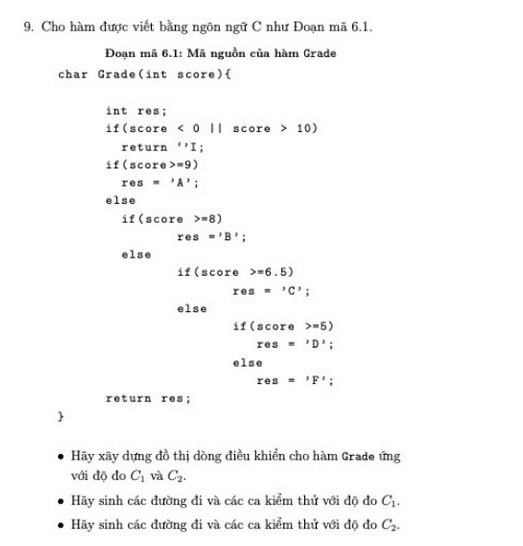 9. Cho hàm được viết bằng ngôn ngữ C như Đoạn mã 6.1.
Đoạn mã 6.1: Mã nguồn của hàm Grade
char Grade(int score){
int res;
if(score < 0 || score > 10)
return ‘’I;
if(score>=9)
res = ’A’;
else
if(score >=8)
res =’B’;
else
if(score >=6.5)
res = ’C’;
else
if(score >=5)
res = ’D’;
else
res = ’F’;
return res;
}
• Hãy xây dựng đồ thị dòng điều khiển cho hàm Grade ứng
với độ đo C₁ và C₂.
• Hãy sinh các đường đi và các ca kiểm thử với độ đo C₁.
• Hãy sinh các đường đi và các ca kiểm thử với độ đo C₂.